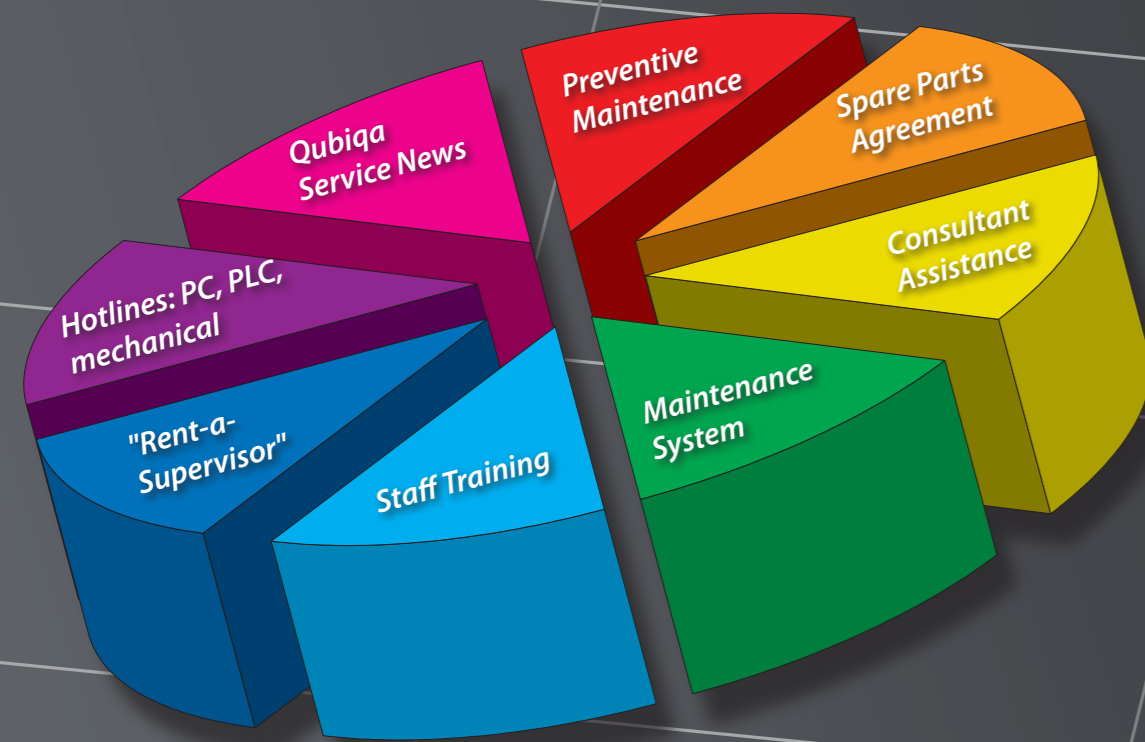 Preventive
Maintenance
Spare Parts
Agreement
Consultant
Assistance
Maintenance
System
Staff Training
"Rent-a-
Supervisor"
Hotlines: PC, PLC,
mechanical
Qubiqa
Service News